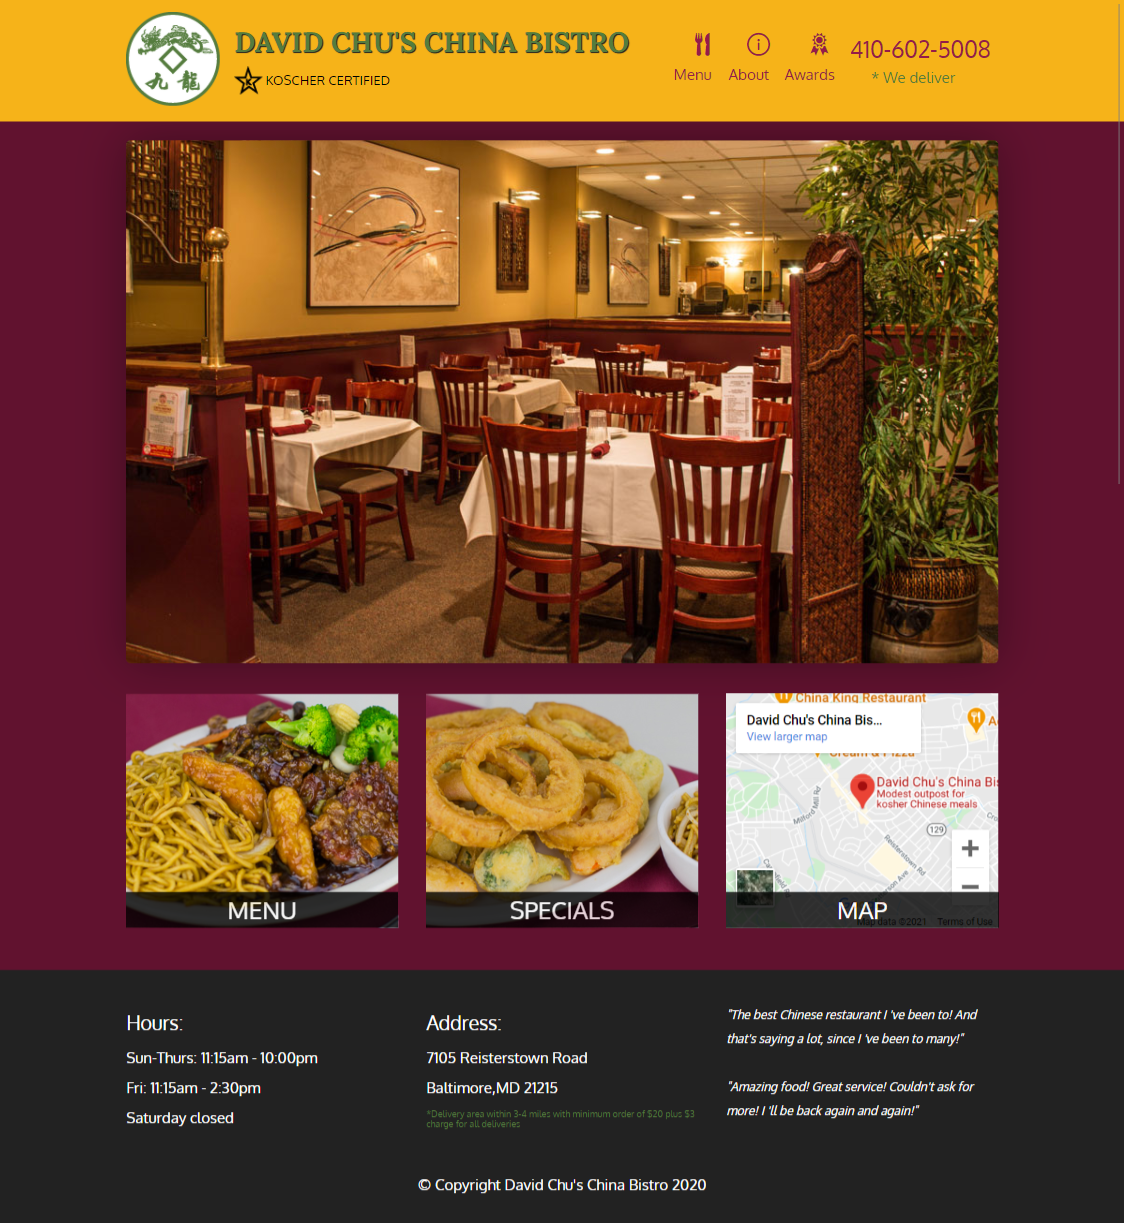 九 龍
DAVID CHU'S CHINA BISTRO
K
KOSCHER CERTIFIED
Menu
About
Awards
410-602-5008
* We deliver
China King Restaurant
David Chu's China Bis...
View larger map
David Chu's China Bis
Modest outpost for
kosher Chinese meals
Milford Mill Rd
129
Reisterstown Rd
+
−
Map data ©2021 Terms of Use
MENU
SPECIALS
MAP
Hours:
Sun-Thurs: 11:15am - 10:00pm
Fri: 11:15am - 2:30pm
Saturday closed
Address:
7105 Reisterstown Road
Baltimore,MD 21215
*Delivery area within 3-4 miles with minimum order of $20 plus $3
charge for all deliveries
"The best Chinese restaurant I 've been to! And
that's saying a lot, since I 've been to many!"
"Amazing food! Great service! Couldn't ask for
more! I 'll be back again and again!"
© Copyright David Chu's China Bistro 2020